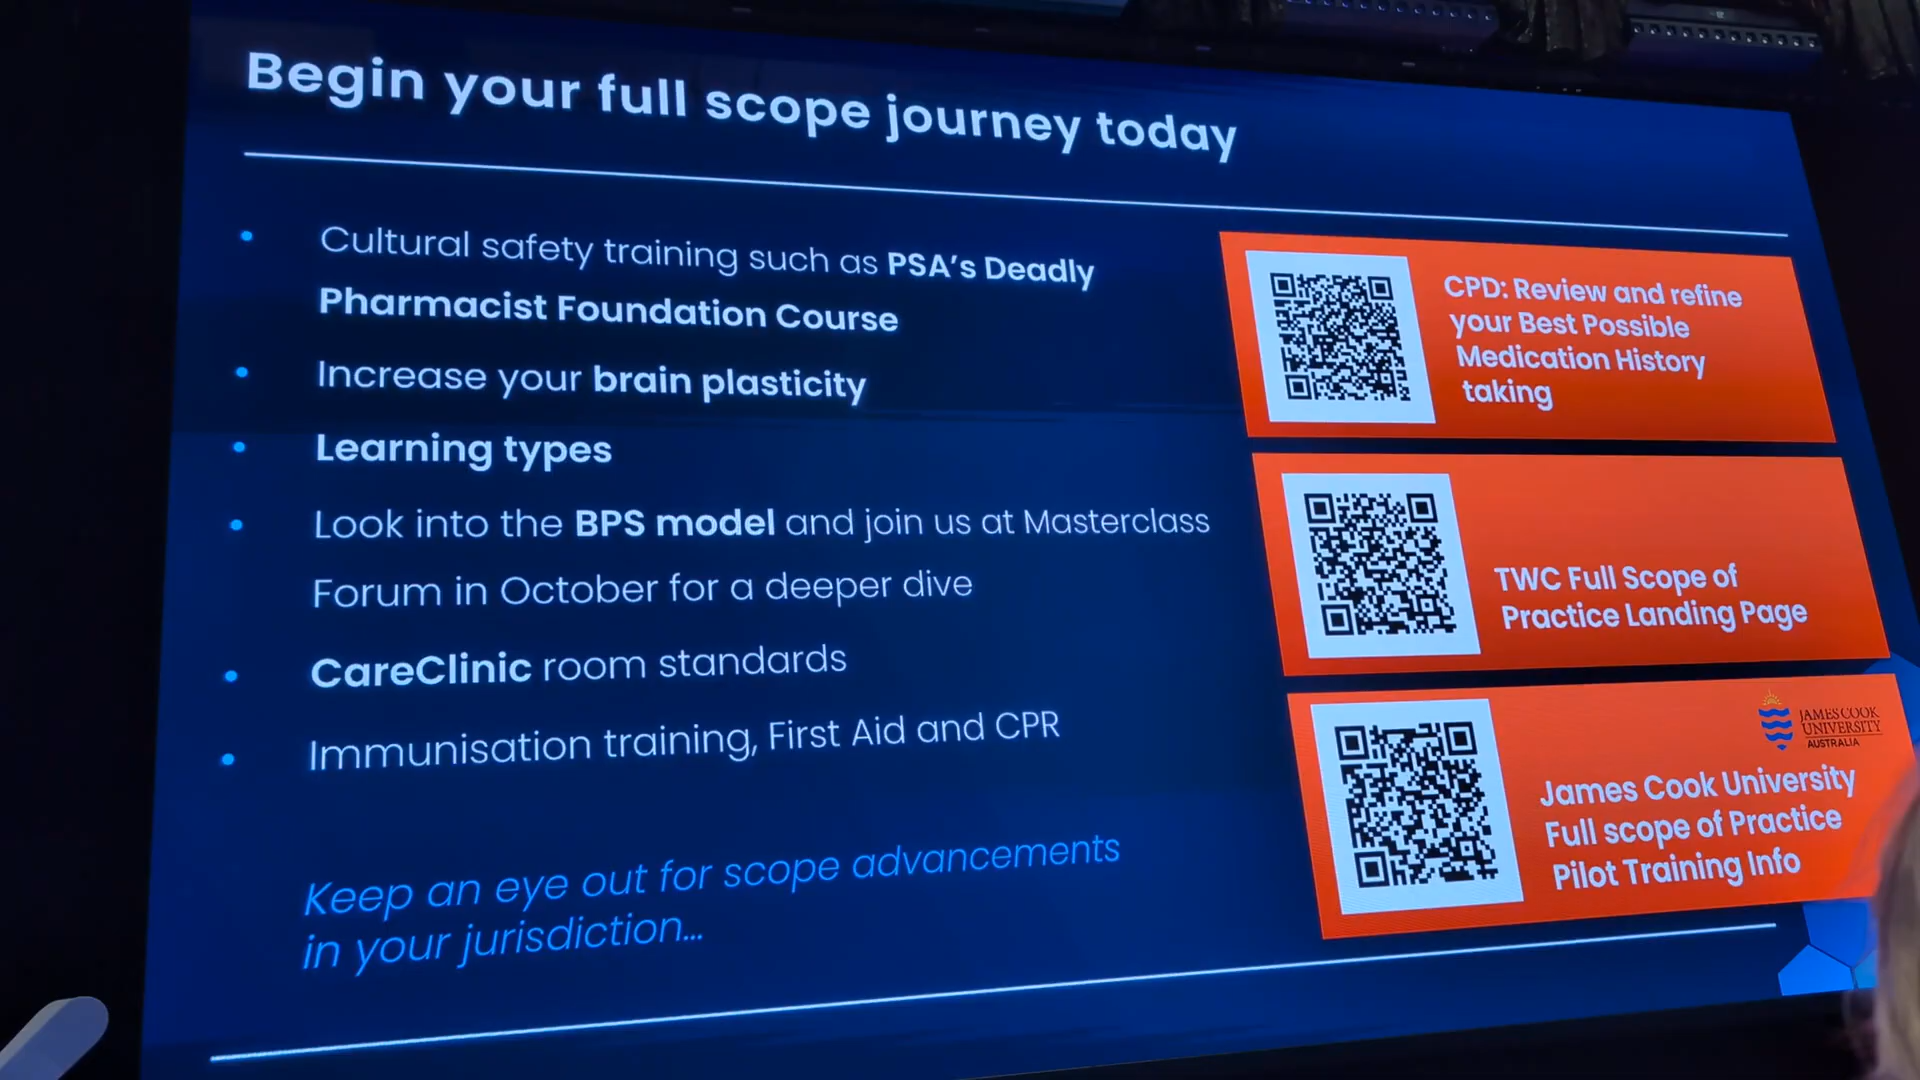 Begin your full scope journey today
Cultural safety training such as PSA's Deadly
Pharmacist Foundation Course
Increase your brain plasticity
Learning types
Look into the BPS model and join us at Masterclass
Forum in October for a deeper dive
CareClinic room standards
Immunisation training, First Aid and CPR
Keep an eye out for scope advancements
in your jurisdiction...
CPD: Review and refine
your Best Possible
Medication History
taking
TWC Full Scope of
Practice Landing Page
JAMES COOK
UNIVERSITY
AUSTRALIA
James Cook University
Full scope of Practice
Pilot Training Info